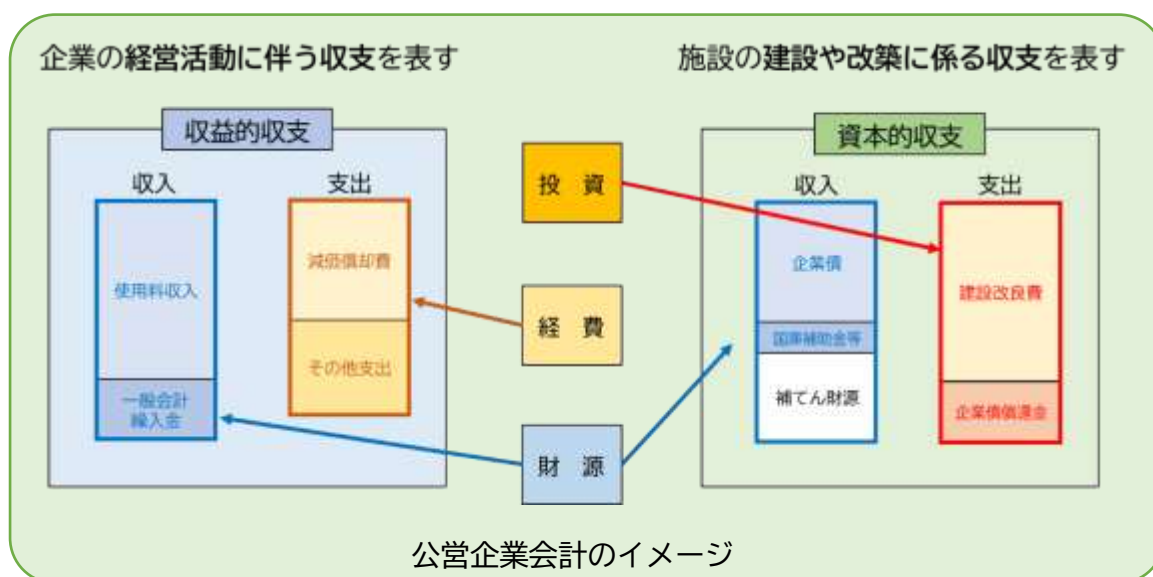 企業の経営活動に伴う収支を表す
収益的収支
収入
支出
使用料収入
一般会計
繰入金
減価償却費
その他支出
投 資
経 費
財 源
施設の建設や改築に係る収支を表す
資本的収支
収入
支出
企業債
国庫補助金等
補てん財源
建設改良費
企業債償還金
公営企業会計のイメージ